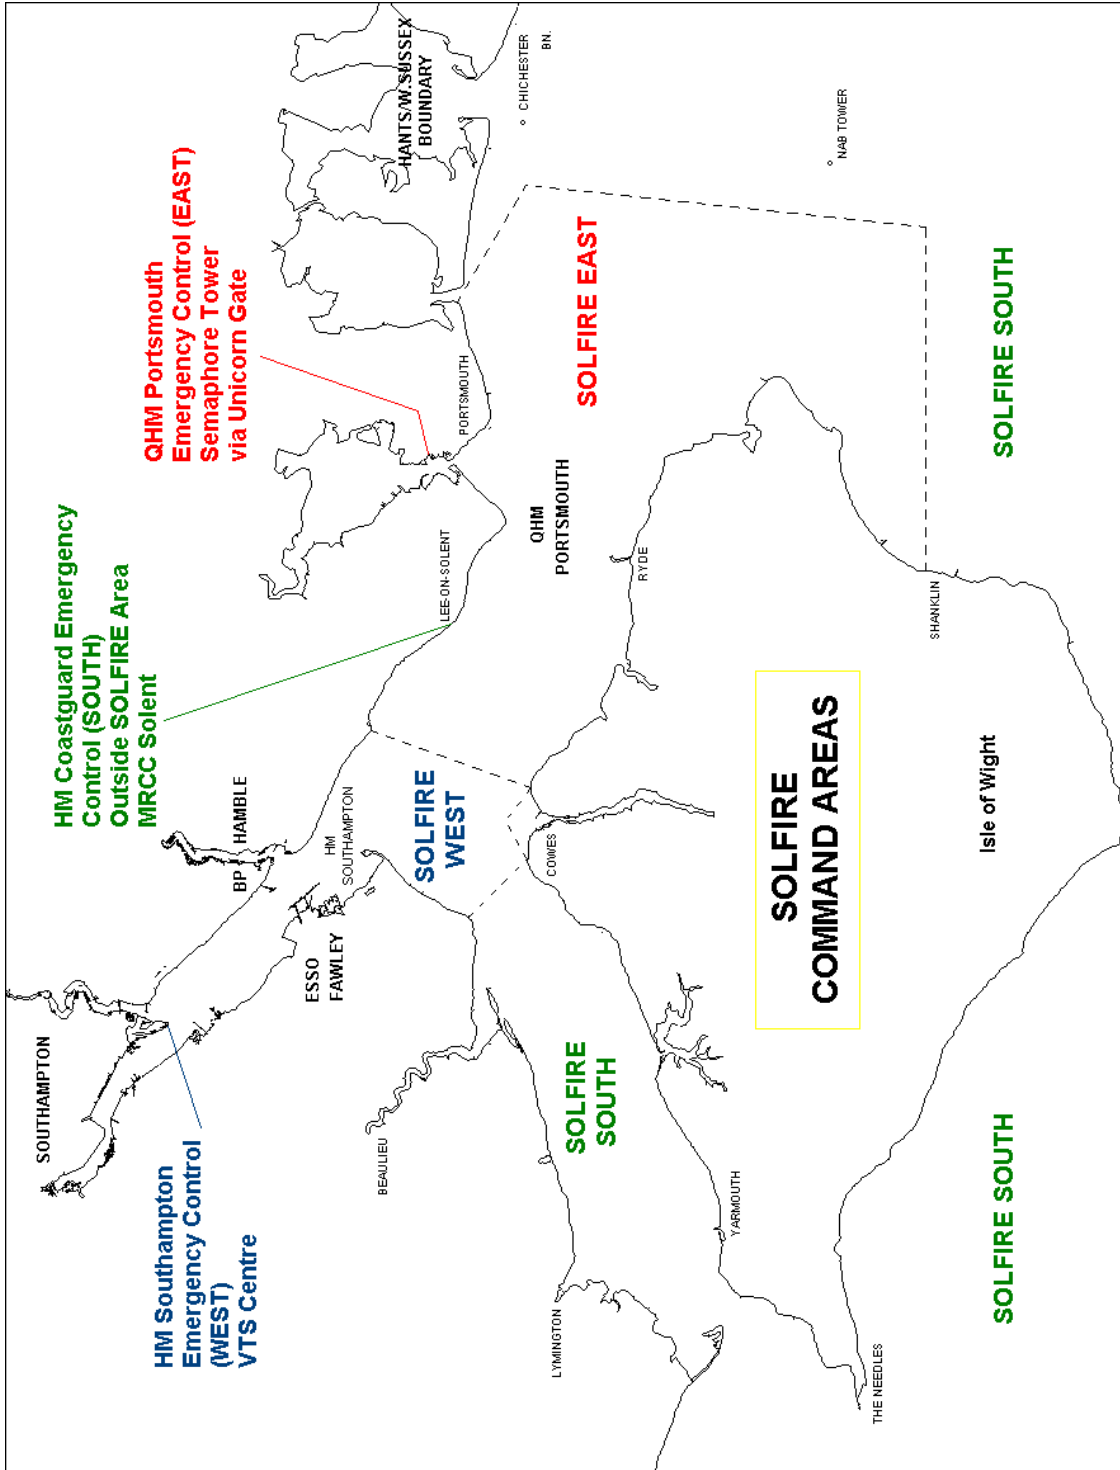 SOUTHAMPTON
HM Southampton
Emergency Control
(WEST)
VTS Centre
HM Coastguard Emergency
Control (SOUTH)
Outside SOLFIRE Area
MRCC Solent
QHM Portsmouth
Emergency Control (EAST)
Semaphore Tower
via Unicorn Gate
HANTS/W.SUSSEX
BOUNDARY
BP
HAMBLE
ESSO
FAWLEY
HM
SOUTHAMPTON
LEE-ON-SOLENT
PORTSMOUTH
CHICHESTER
BN.
BEAULIEU
SOLFIRE
WEST
QHM
PORTSMOUTH
SOLFIRE EAST
NAB TOWER
LYMINGTON
SOLFIRE
SOUTH
COWES
RYDE
YARMOUTH
SOLFIRE
COMMAND AREAS
SHANKLIN
THE NEEDLES
Isle of Wight
SOLFIRE SOUTH
SOLFIRE SOUTH